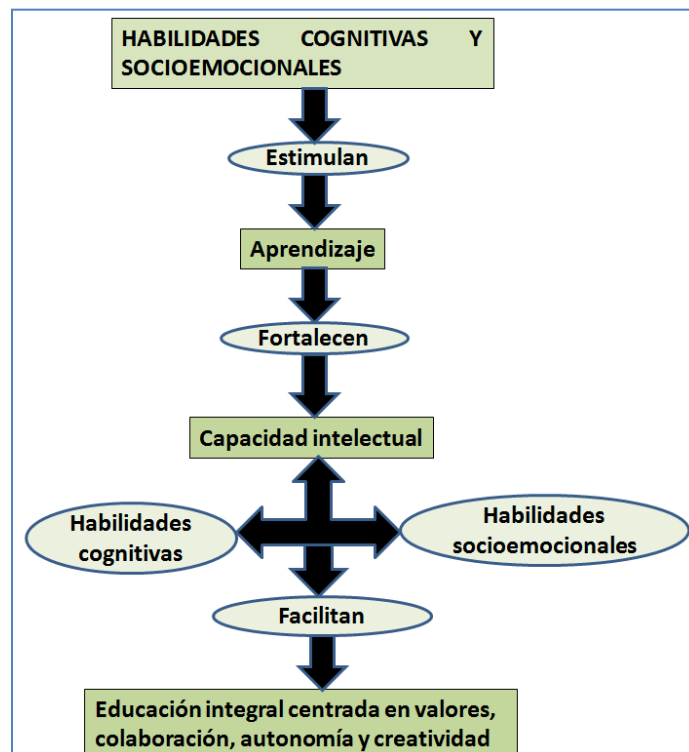 HABILIDADES COGNITIVAS Y
SOCIOEMOCIONALES
Estimulan
Aprendizaje
Fortalecen
Capacidad intelectual
Habilidades
cognitivas
Habilidades
socioemocionales
Facilitan
Educación integral centrada en valores,
colaboración, autonomía y creatividad